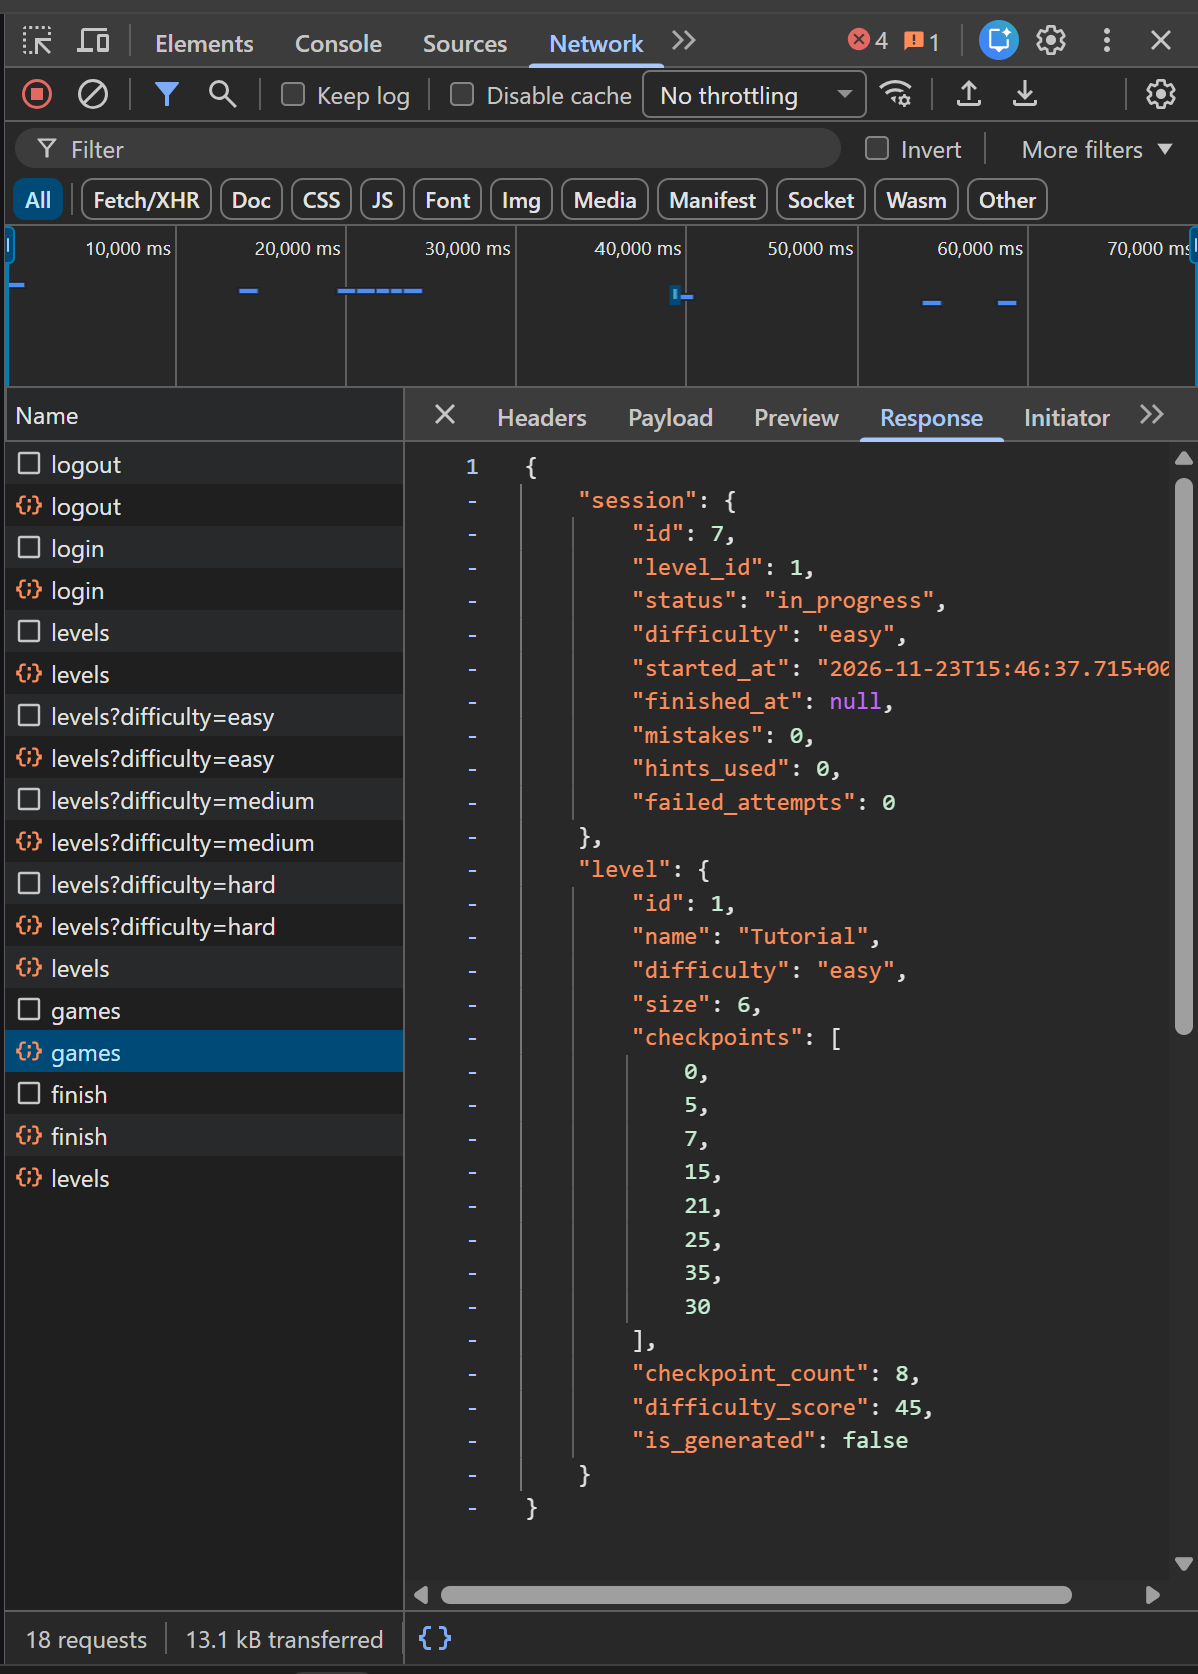 Elements Console Sources Network 4 1
Keep log Disable cache No throttling
Filter Invert More filters
All Fetch/XHR Doc CSS JS Font Img Media Manifest Socket Wasm Other
10,000 ms 20,000 ms 30,000 ms 40,000 ms 50,000 ms 60,000 ms 70,000 ms
Name
logout
logout
login
login
levels
levels
levels?difficulty=easy
levels?difficulty=easy
levels?difficulty=medium
levels?difficulty=medium
levels?difficulty=hard
levels?difficulty=hard
levels
games
games
finish
finish
levels
Headers Payload Preview Response Initiator
1 {
- "session": {
- "id": 7,
- "level_id": 1,
- "status": "in_progress",
- "difficulty": "easy",
- "started_at": "2026-11-23T15:46:37.715+00
- "finished_at": null,
- "mistakes": 0,
- "hints_used": 0,
- "failed_attempts": 0
- },
- "level": {
- "id": 1,
- "name": "Tutorial",
- "difficulty": "easy",
- "size": 6,
- "checkpoints": [
- 0,
- 5,
- 7,
- 15,
- 21,
- 25,
- 35,
- 30
- ],
- "checkpoint_count": 8,
- "difficulty_score": 45,
- "is_generated": false
- }
- }
18 requests 13.1 kB transferred { }